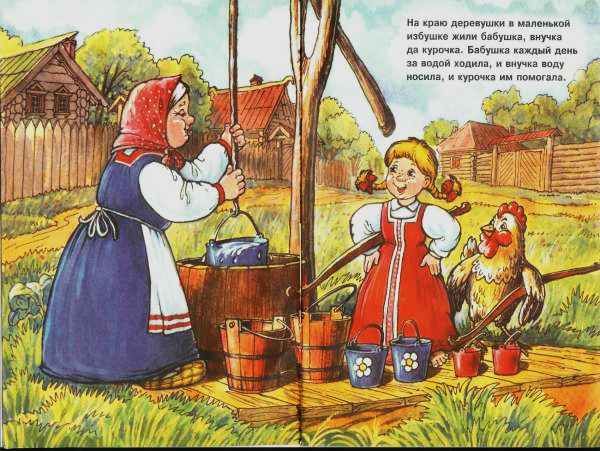 На краю деревушки в маленькой
избушке жили бабушка, внучка
да курочка. Бабушка каждый день
за водой ходила, и внучка воду
носила, и курочка им помогала.